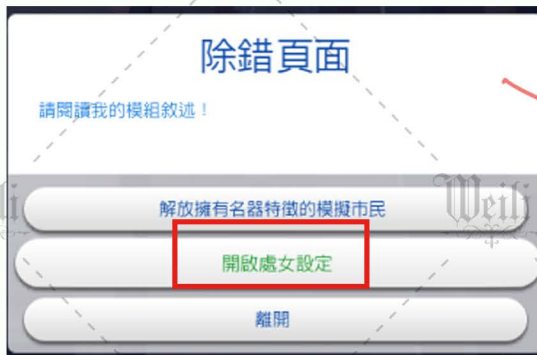 除錯頁面
請閱讀我的模組敘述！
解放擁有名器特徵的模擬市民
Weili
開啟處女設定
離開